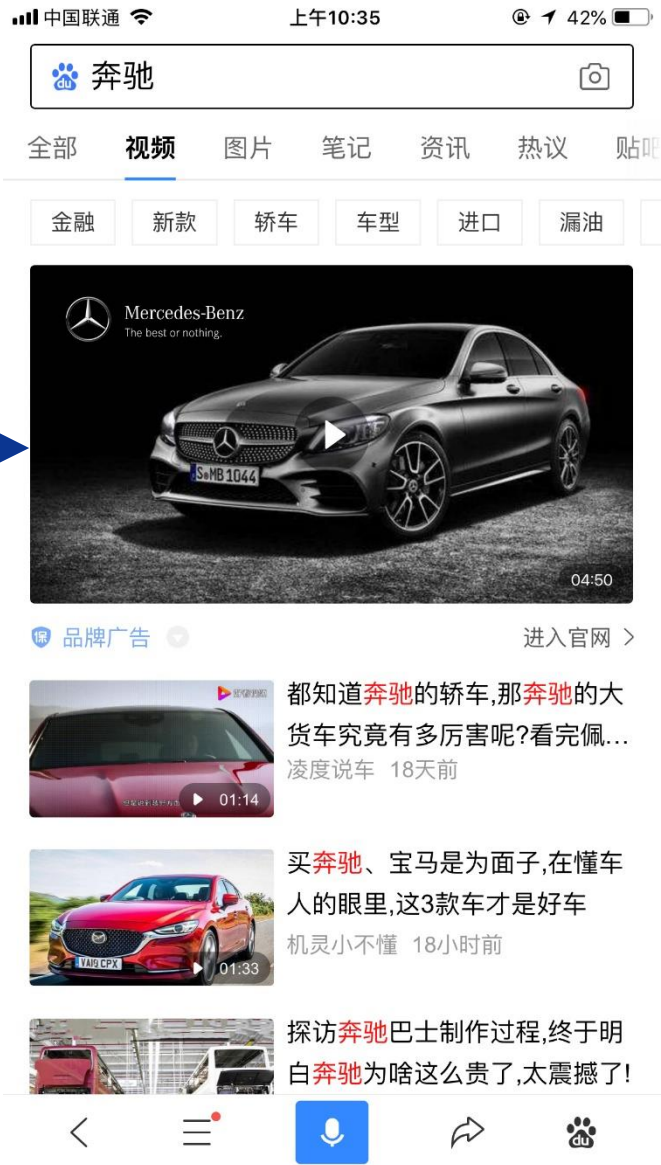 中国联通
上午10:35
42%
du 奔驰
全部 视频 图片 笔记 资讯 热议 贴吧
金融 新款 轿车 车型 进口 漏油
Mercedes-Benz
The best or nothing.
S MB 1044
04:50
保 品牌广告
进入官网
都知道奔驰的轿车,那奔驰的大
货车究竟有多厉害呢?看完佩...
凌度说车 18天前
01:14
买奔驰、宝马是为面子,在懂车
人的眼里,这3款车才是好车
机灵小不懂 18小时前
VA19 CPX
01:33
探访奔驰巴士制作过程,终于明
白奔驰为啥这么贵了,太震撼了!
du